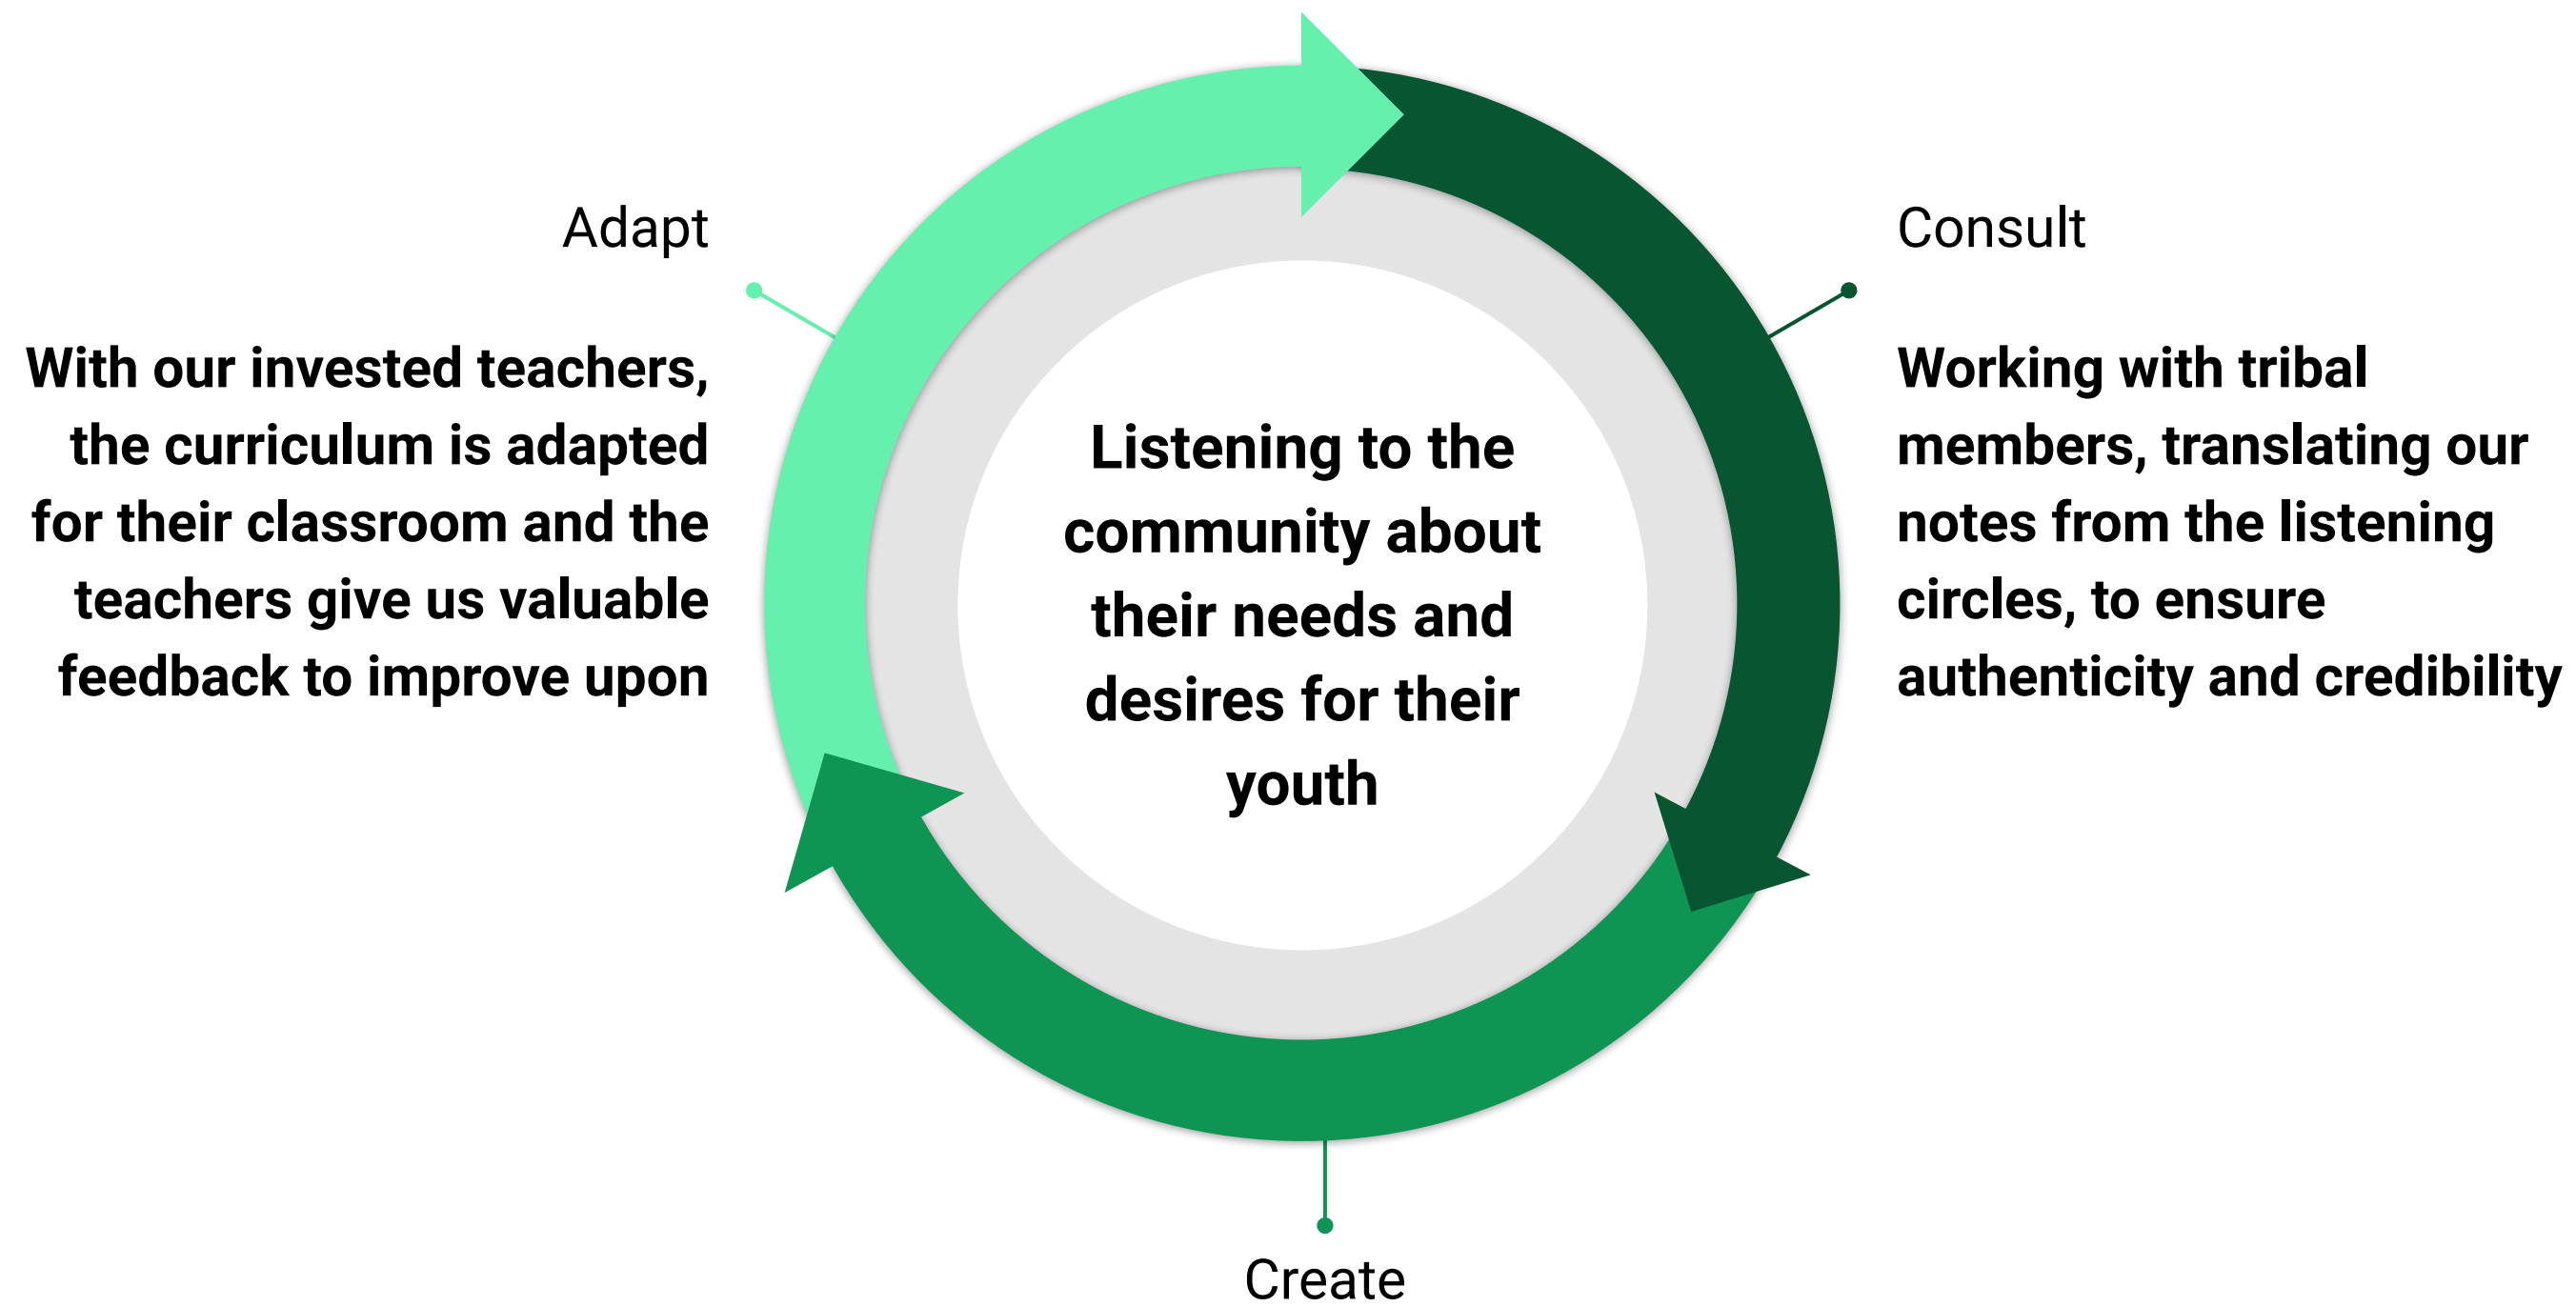 Adapt
With our invested teachers,
the curriculum is adapted
for their classroom and the
teachers give us valuable
feedback to improve upon
Listening to the
community about
their needs and
desires for their
youth
Consult
Working with tribal
members, translating our
notes from the listening
circles, to ensure
authenticity and credibility
Create